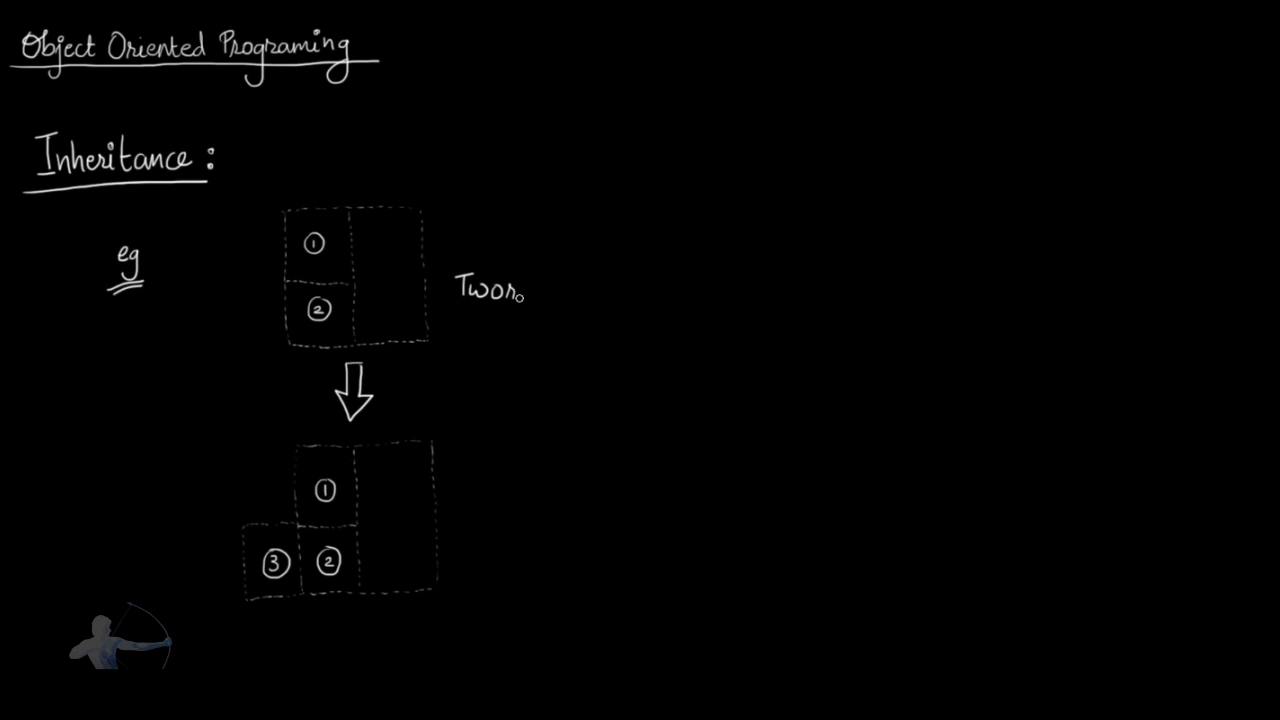 Object Oriented Programing
Inheritance :
eg
1
2
Twor
1
3 2